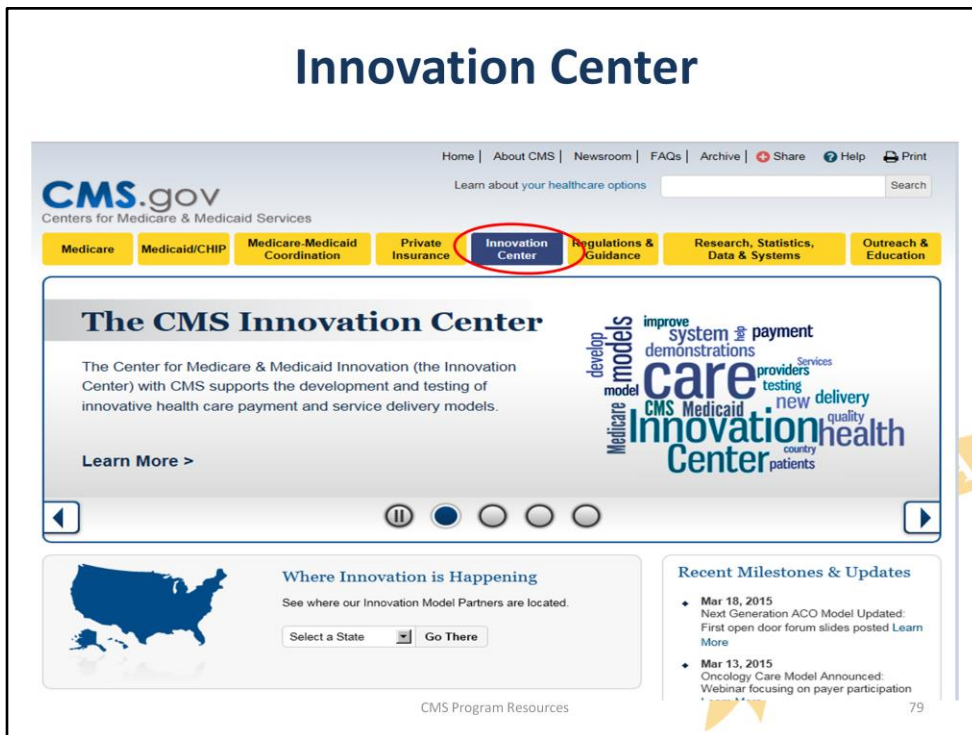 Innovation Center
Home | About CMS | Newsroom | FAQs | Archive | Share Help Print
Learn about your healthcare options
Search
CMS.gov
Centers for Medicare & Medicaid Services
Medicare
Medicaid/CHIP
Medicare-Medicaid
Coordination
Private
Insurance
Innovation
Center
Regulations &
Guidance
Research, Statistics,
Data & Systems
Outreach &
Education
The CMS Innovation Center
The Center for Medicare & Medicaid Innovation (the Innovation
Center) with CMS supports the development and testing of
innovative health care payment and service delivery models.
Learn More >
develop
models
improve
system
help
payment
demonstrations
Services
model
care
providers
testing
new
delivery
Medicare
CMS
Medicaid
quality
Innovation
health
country
Center
patients
Where Innovation is Happening
See where our Innovation Model Partners are located.
Select a State
Go There
Recent Milestones & Updates
Mar 18, 2015
Next Generation ACO Model Updated:
First open door forum slides posted Learn
More
Mar 13, 2015
Oncology Care Model Announced:
Webinar focusing on payer participation
CMS Program Resources
79